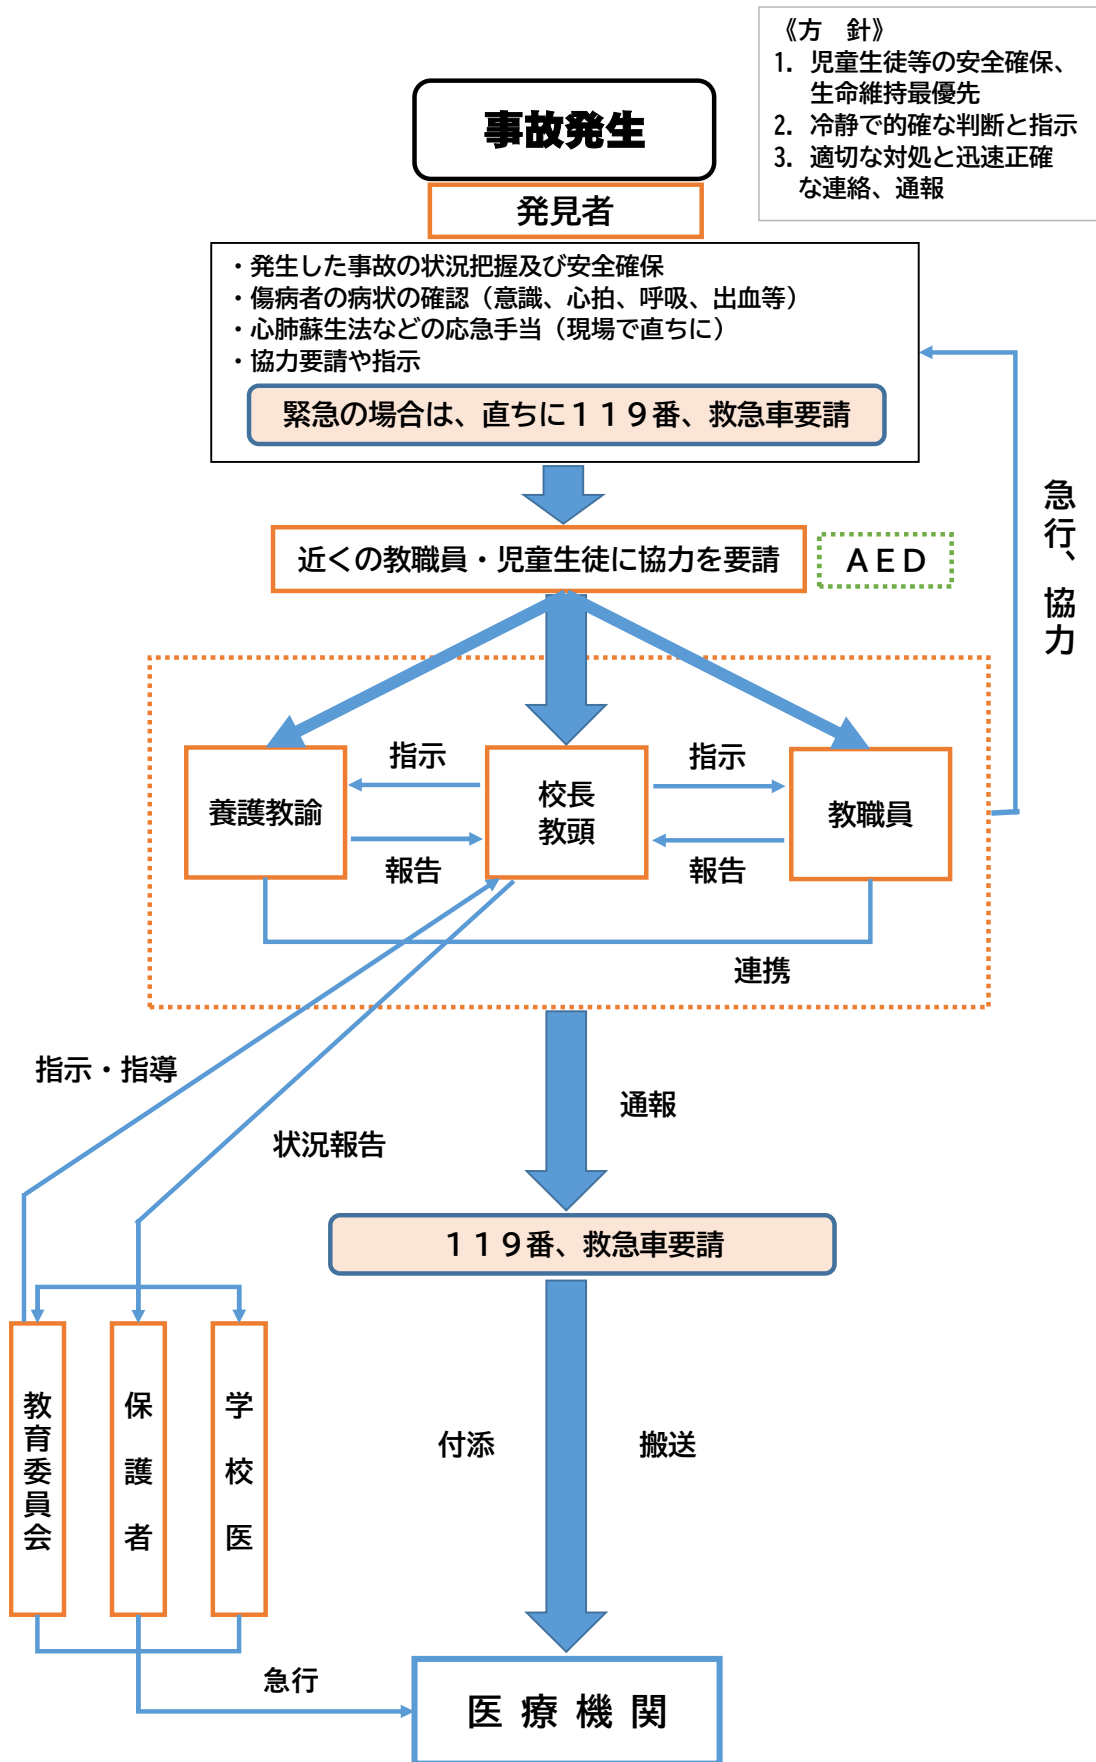 《方　針》
1. 児童生徒等の安全確保、
生命維持最優先
2. 冷静で的確な判断と指示
3. 適切な対処と迅速正確
な連絡、通報
事故発生
発見者
・発生した事故の状況把握及び安全確保
・傷病者の病状の確認（意識、心拍、呼吸、出血等）
・心肺蘇生法などの応急手当（現場で直ちに）
・協力要請や指示
緊急の場合は、直ちに１１９番、救急車要請
急行、協力
近くの教職員・児童生徒に協力を要請
ＡＥＤ
指示
指示
養護教諭
校長
教頭
教職員
報告
報告
連携
指示・指導
通報
状況報告
１１９番、救急車要請
教育委員会
保護者
学校医
付添
搬送
急行
医療機関